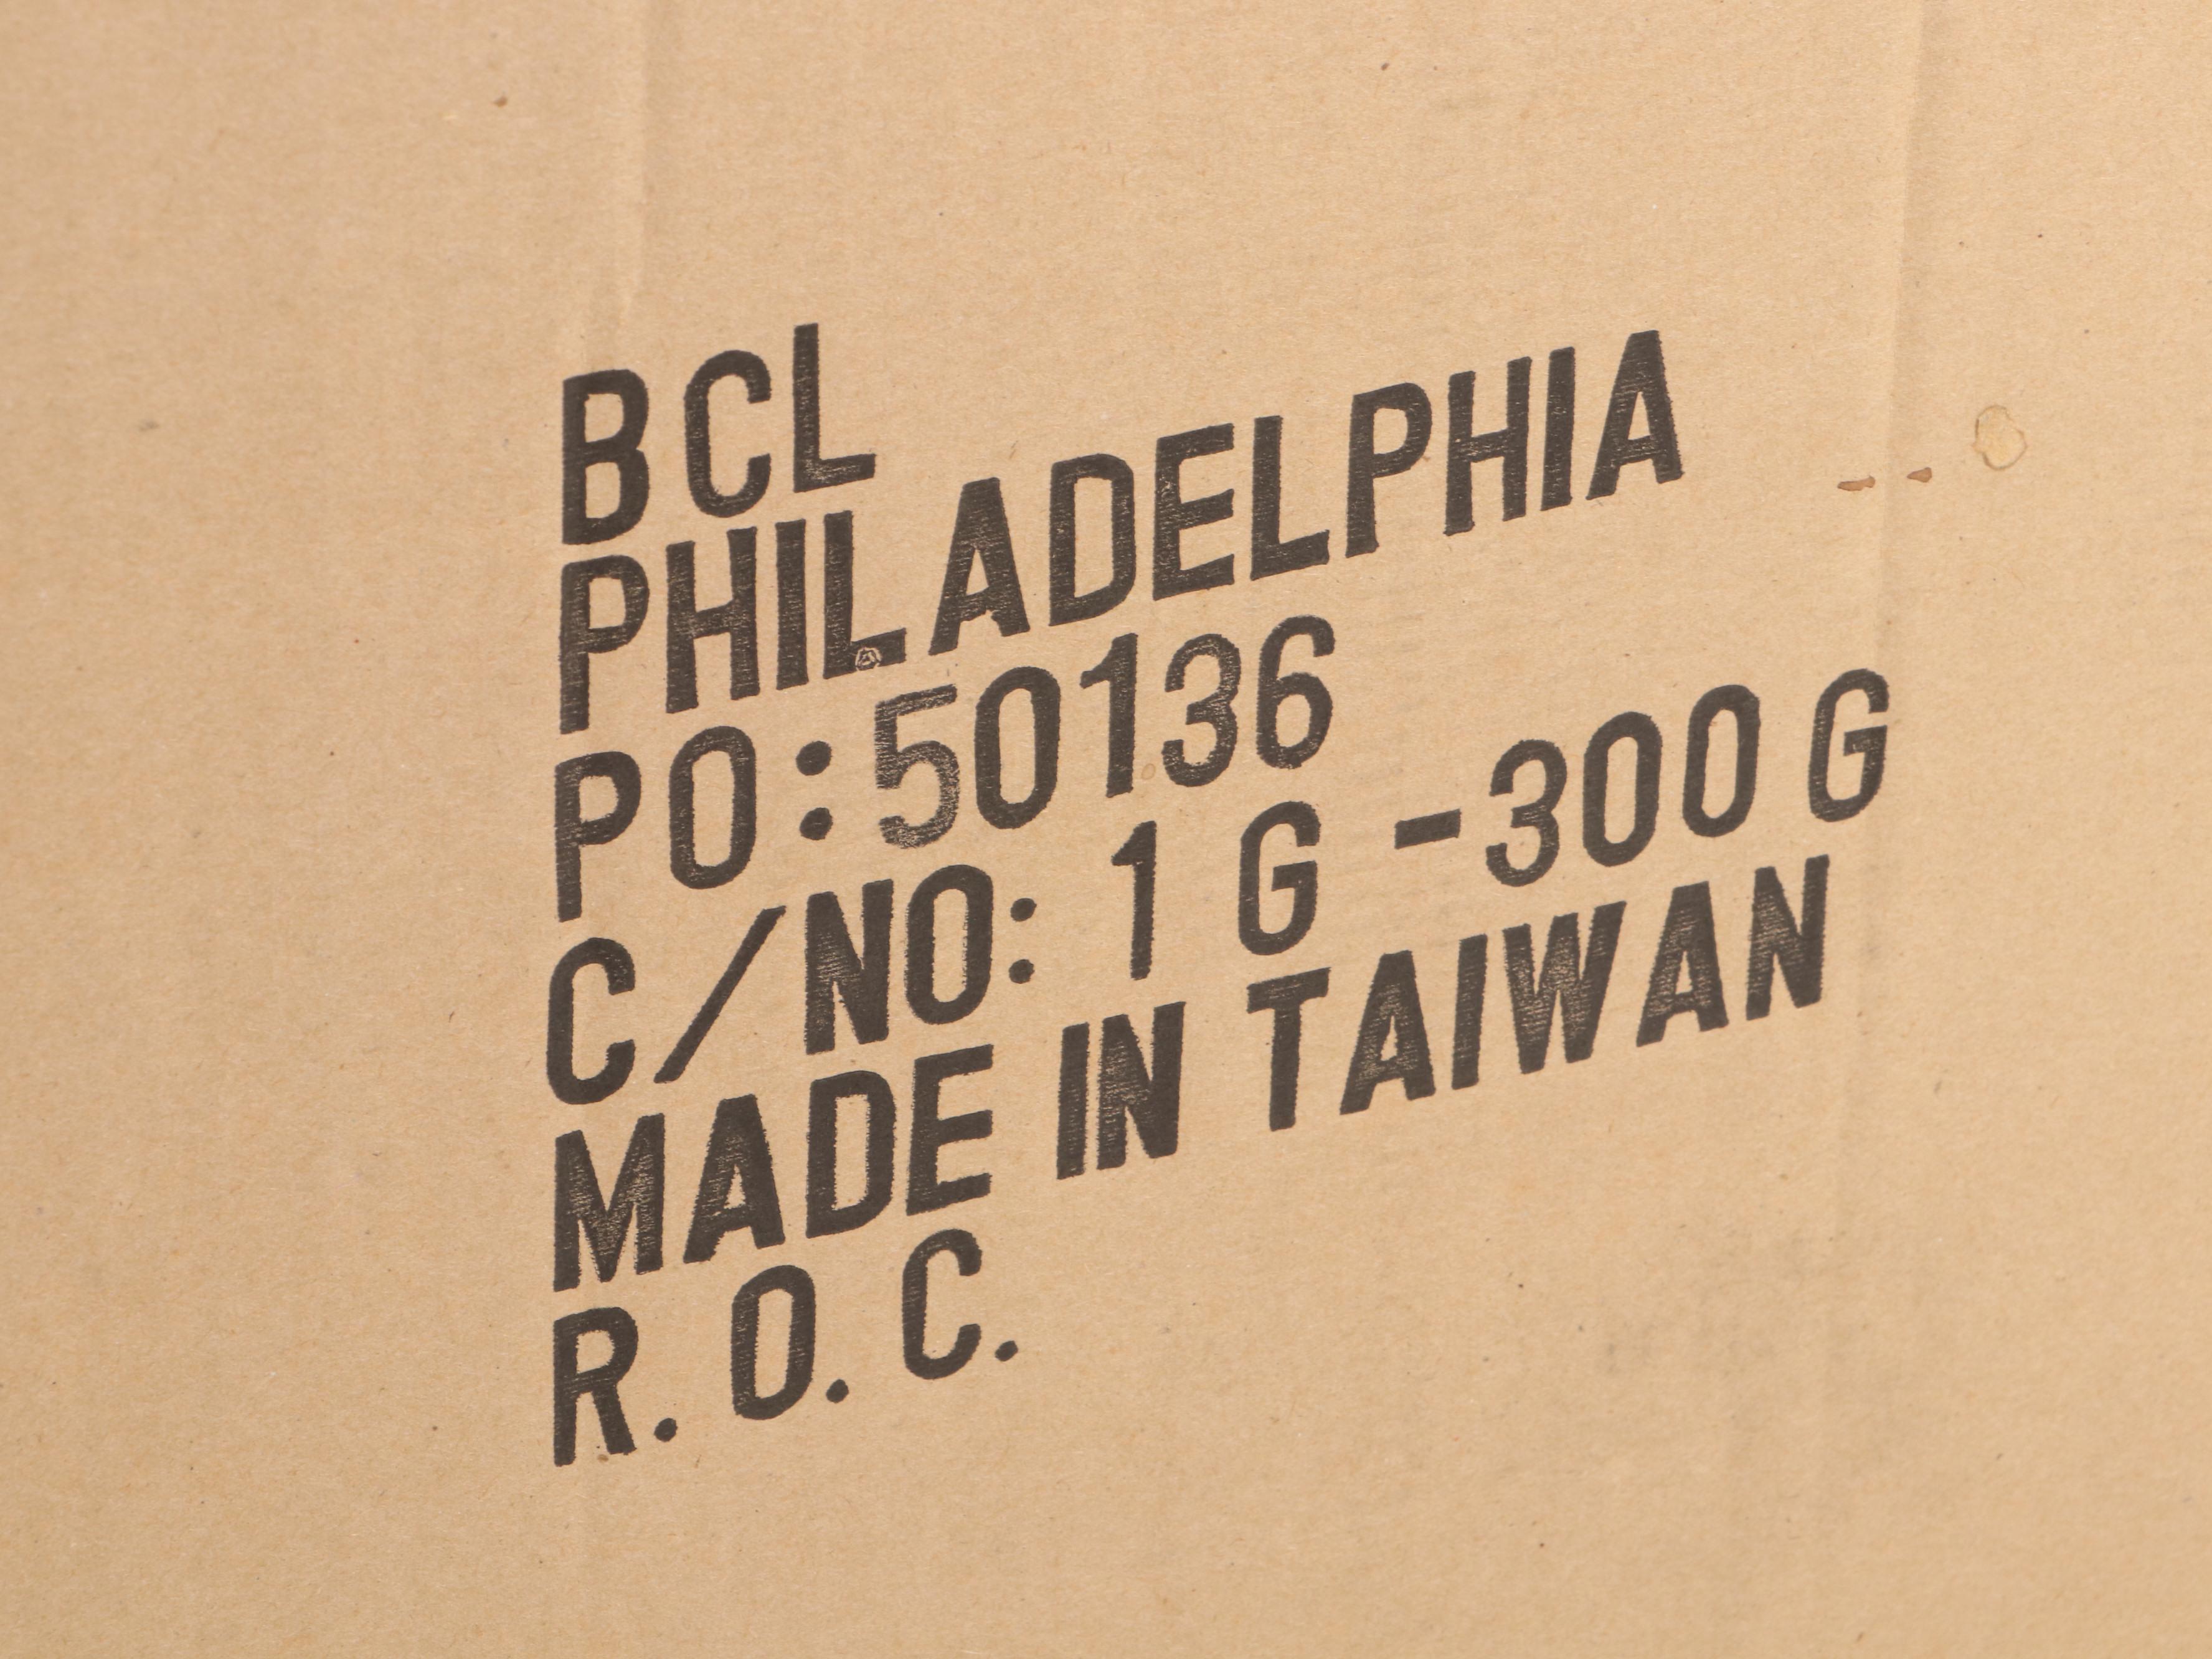 BCL
PHILADELPHIA
PO:50136
C/NO: 1 G -300 G
MADE IN TAIWAN
R. O. C.